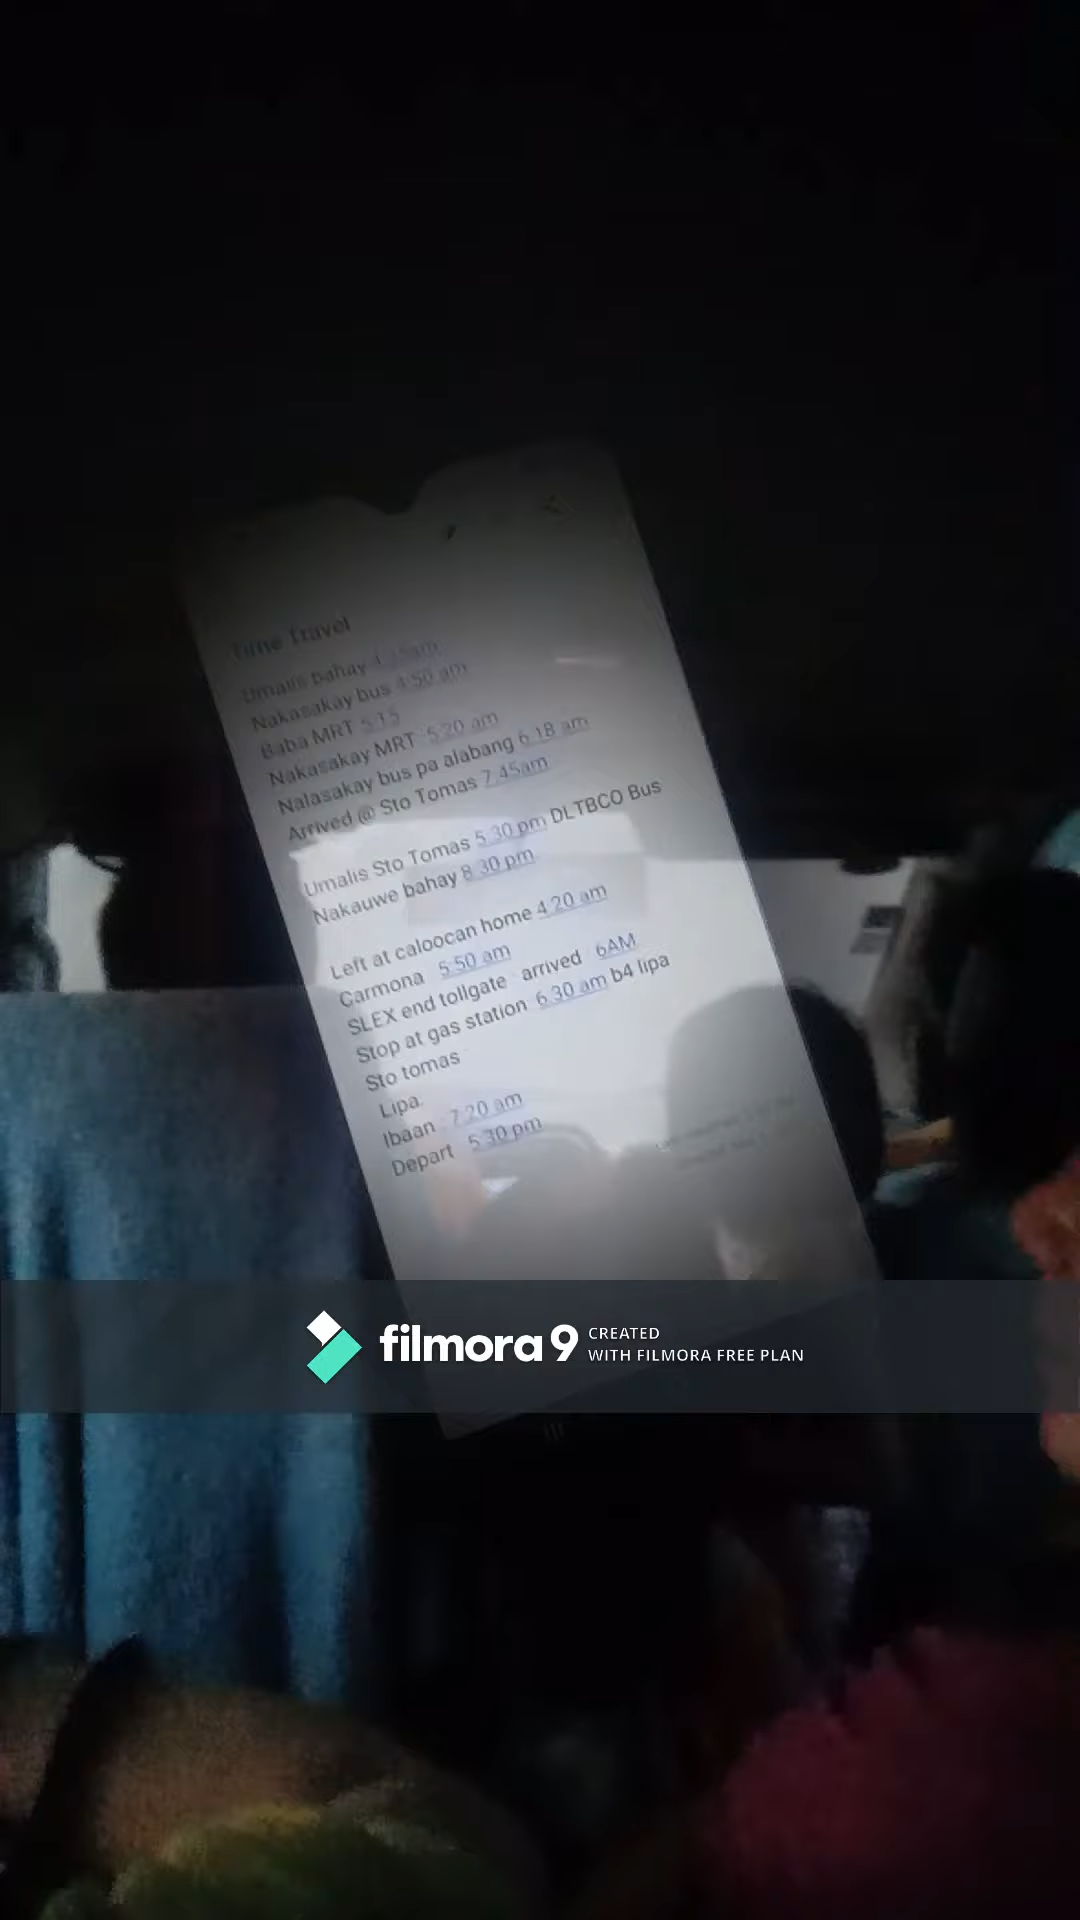 Time Travel
Umalis bahay
Nakasakay bus 4:50 am
Baba MRT 5:15
Nakasakay MRT 5:20 am
Nalasakay bus pa alabang 6:18 am
Arrived @ Sto Tomas 7:45am
Umalis Sto Tomas 5:30 pm DLTBCO Bus
Nakauwe bahay 8:30 pm
Left at caloocan home 4:20 am
Carmona 5:50 am
SLEX end tollgate arrived 6AM
Stop at gas station 6:30 am b4 lipa
Sto tomas
Lipa
Ibaan 7:20 am
Depart 5:30 pm
filmora 9 CREATED
WITH FILMORA FREE PLAN